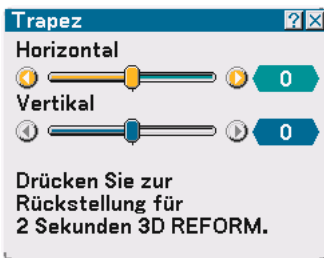 Trapez ? ×
Horizontal
0
Vertikal
0
Drücken Sie zur
Rückstellung für
2 Sekunden 3D REFORM.